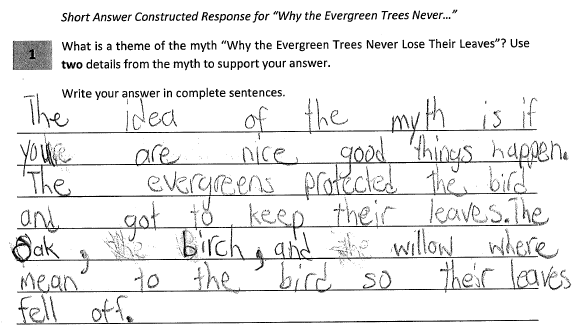 Short Answer Constructed Response for "Why the Evergreen Trees Never…"
1
What is a theme of the myth "Why the Evergreen Trees Never Lose Their Leaves"? Use
two details from the myth to support your answer.
Write your answer in complete sentences.
The idea of the myth is if
you're are nice good things happen.
The evergreens protected the bird
and got to keep their leaves. The
Oak, the Birch, and the willow where
mean to the bird so their leaves
fell off.